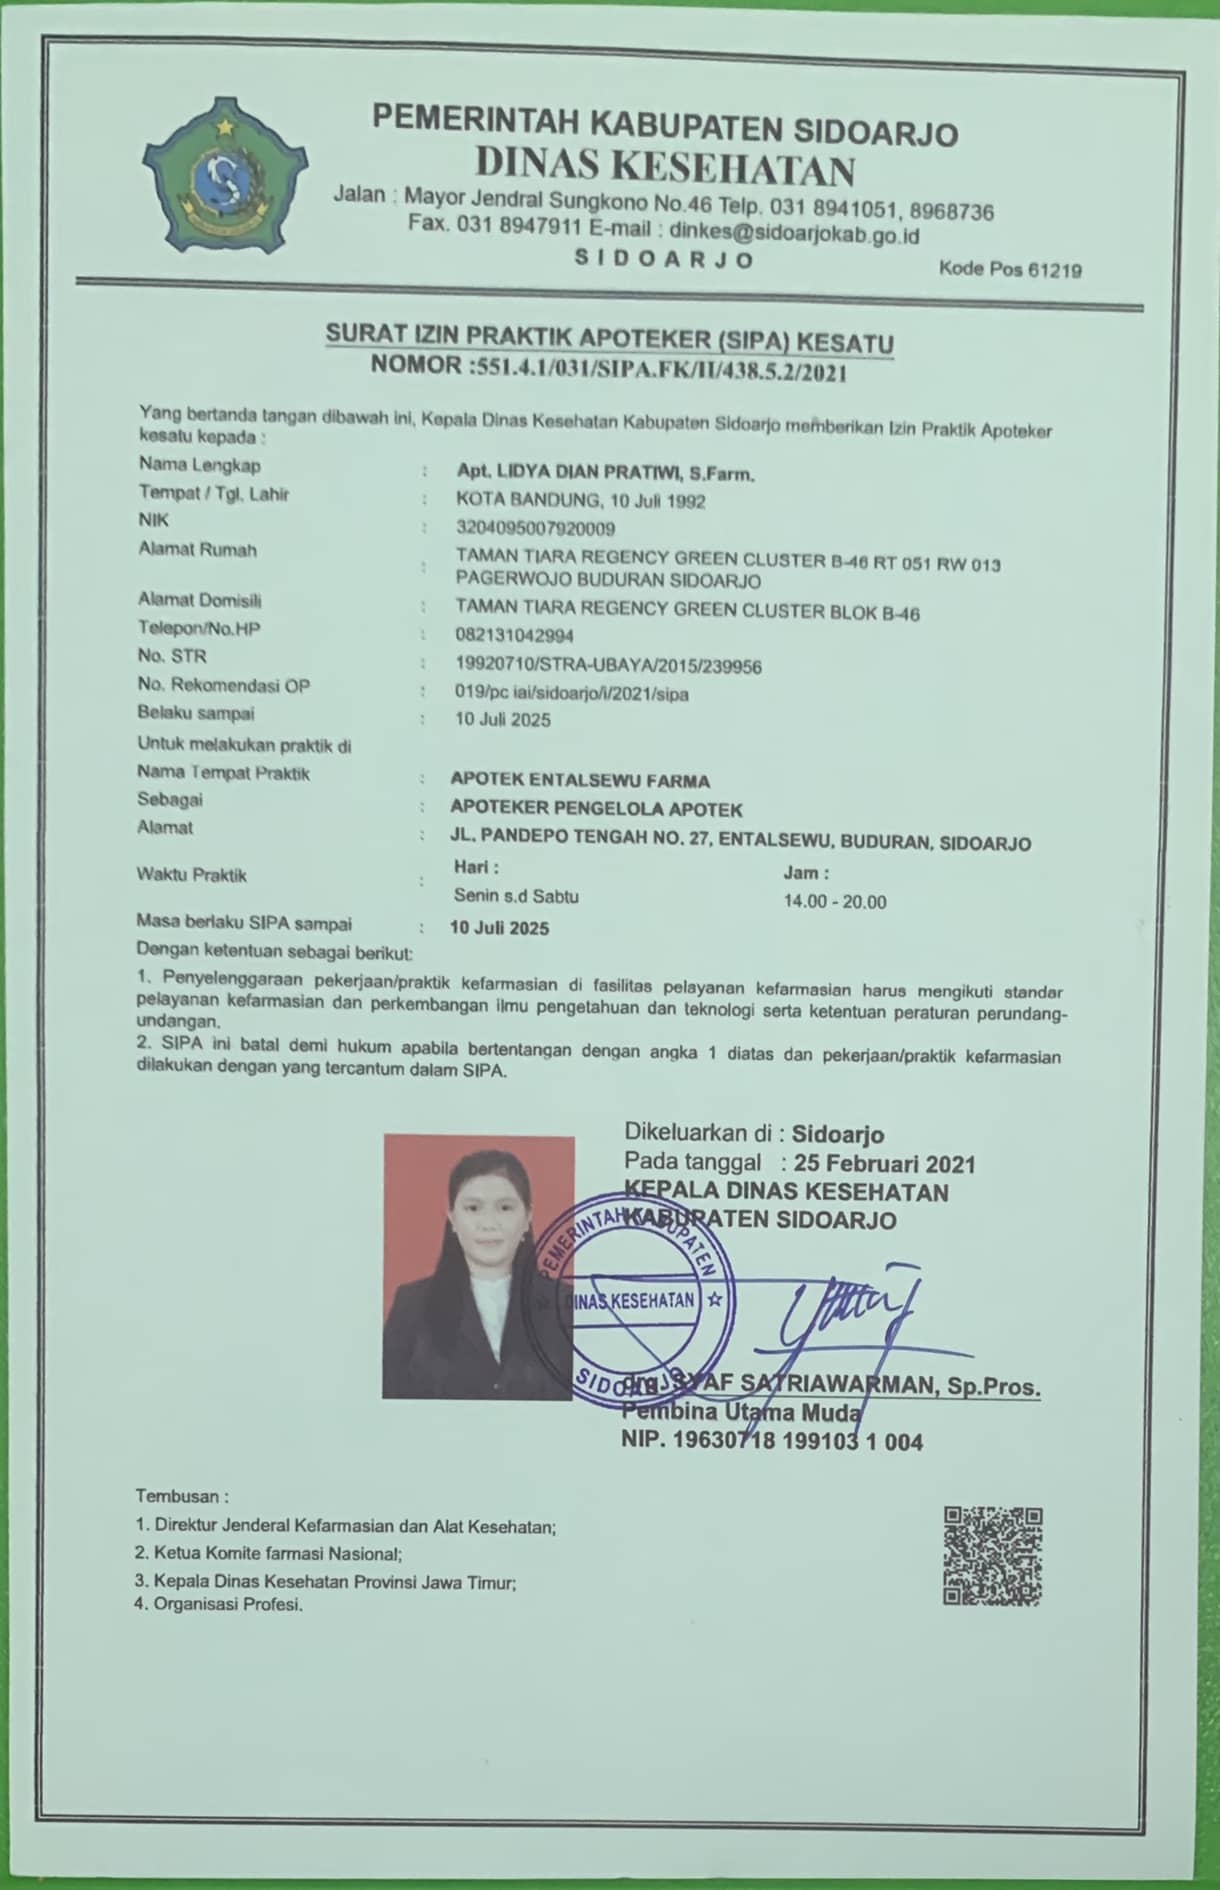 PEMERINTAH KABUPATEN SIDOARJO
DINAS KESEHATAN
Jalan : Mayor Jendral Sungkono No.46 Telp. 031 8941051, 8968736
Fax. 031 8947911 E-mail : dinkes@sidoarjokab.go.id
S I D O A R J O
Kode Pos 61219
SURAT IZIN PRAKTIK APOTEKER (SIPA) KESATU
NOMOR :551.4.1/031/SIPA.FK/II/438.5.2/2021
Yang bertanda tangan dibawah ini, Kepala Dinas Kesehatan Kabupaten Sidoarjo memberikan Izin Praktik Apoteker
kesatu kepada :
Nama Lengkap : Apt. LIDYA DIAN PRATIWI, S.Farm.
Tempat / Tgl. Lahir : KOTA BANDUNG, 10 Juli 1992
NIK : 3204095007920009
Alamat Rumah : TAMAN TIARA REGENCY GREEN CLUSTER B-46 RT 051 RW 013
PAGERWOJO BUDURAN SIDOARJO
Alamat Domisili : TAMAN TIARA REGENCY GREEN CLUSTER BLOK B-46
Telepon/No.HP : 082131042994
No. STR : 19920710/STRA-UBAYA/2015/239956
No. Rekomendasi OP : 019/pc iai/sidoarjo/i/2021/sipa
Belaku sampai : 10 Juli 2025
Untuk melakukan praktik di
Nama Tempat Praktik : APOTEK ENTALSEWU FARMA
Sebagai : APOTEKER PENGELOLA APOTEK
Alamat : JL. PANDEPO TENGAH NO. 27, ENTALSEWU, BUDURAN, SIDOARJO
Waktu Praktik : Hari : Jam :
Senin s.d Sabtu 14.00 - 20.00
Masa berlaku SIPA sampai : 10 Juli 2025
Dengan ketentuan sebagai berikut:
1. Penyelenggaraan pekerjaan/praktik kefarmasian di fasilitas pelayanan kefarmasian harus mengikuti standar
pelayanan kefarmasian dan perkembangan ilmu pengetahuan dan teknologi serta ketentuan peraturan perundang-
undangan.
2. SIPA ini batal demi hukum apabila bertentangan dengan angka 1 diatas dan pekerjaan/praktik kefarmasian
dilakukan dengan yang tercantum dalam SIPA.
Dikeluarkan di : Sidoarjo
Pada tanggal : 25 Februari 2021
KEPALA DINAS KESEHATAN
KABUPATEN SIDOARJO
PEMERINTAH KABUPATEN
DINAS KESEHATAN
SIDOARJO
drg. SYAF SATRIAWARMAN, Sp.Pros.
Pembina Utama Muda
NIP. 19630718 199103 1 004
Tembusan :
1. Direktur Jenderal Kefarmasian dan Alat Kesehatan;
2. Ketua Komite farmasi Nasional;
3. Kepala Dinas Kesehatan Provinsi Jawa Timur;
4. Organisasi Profesi.